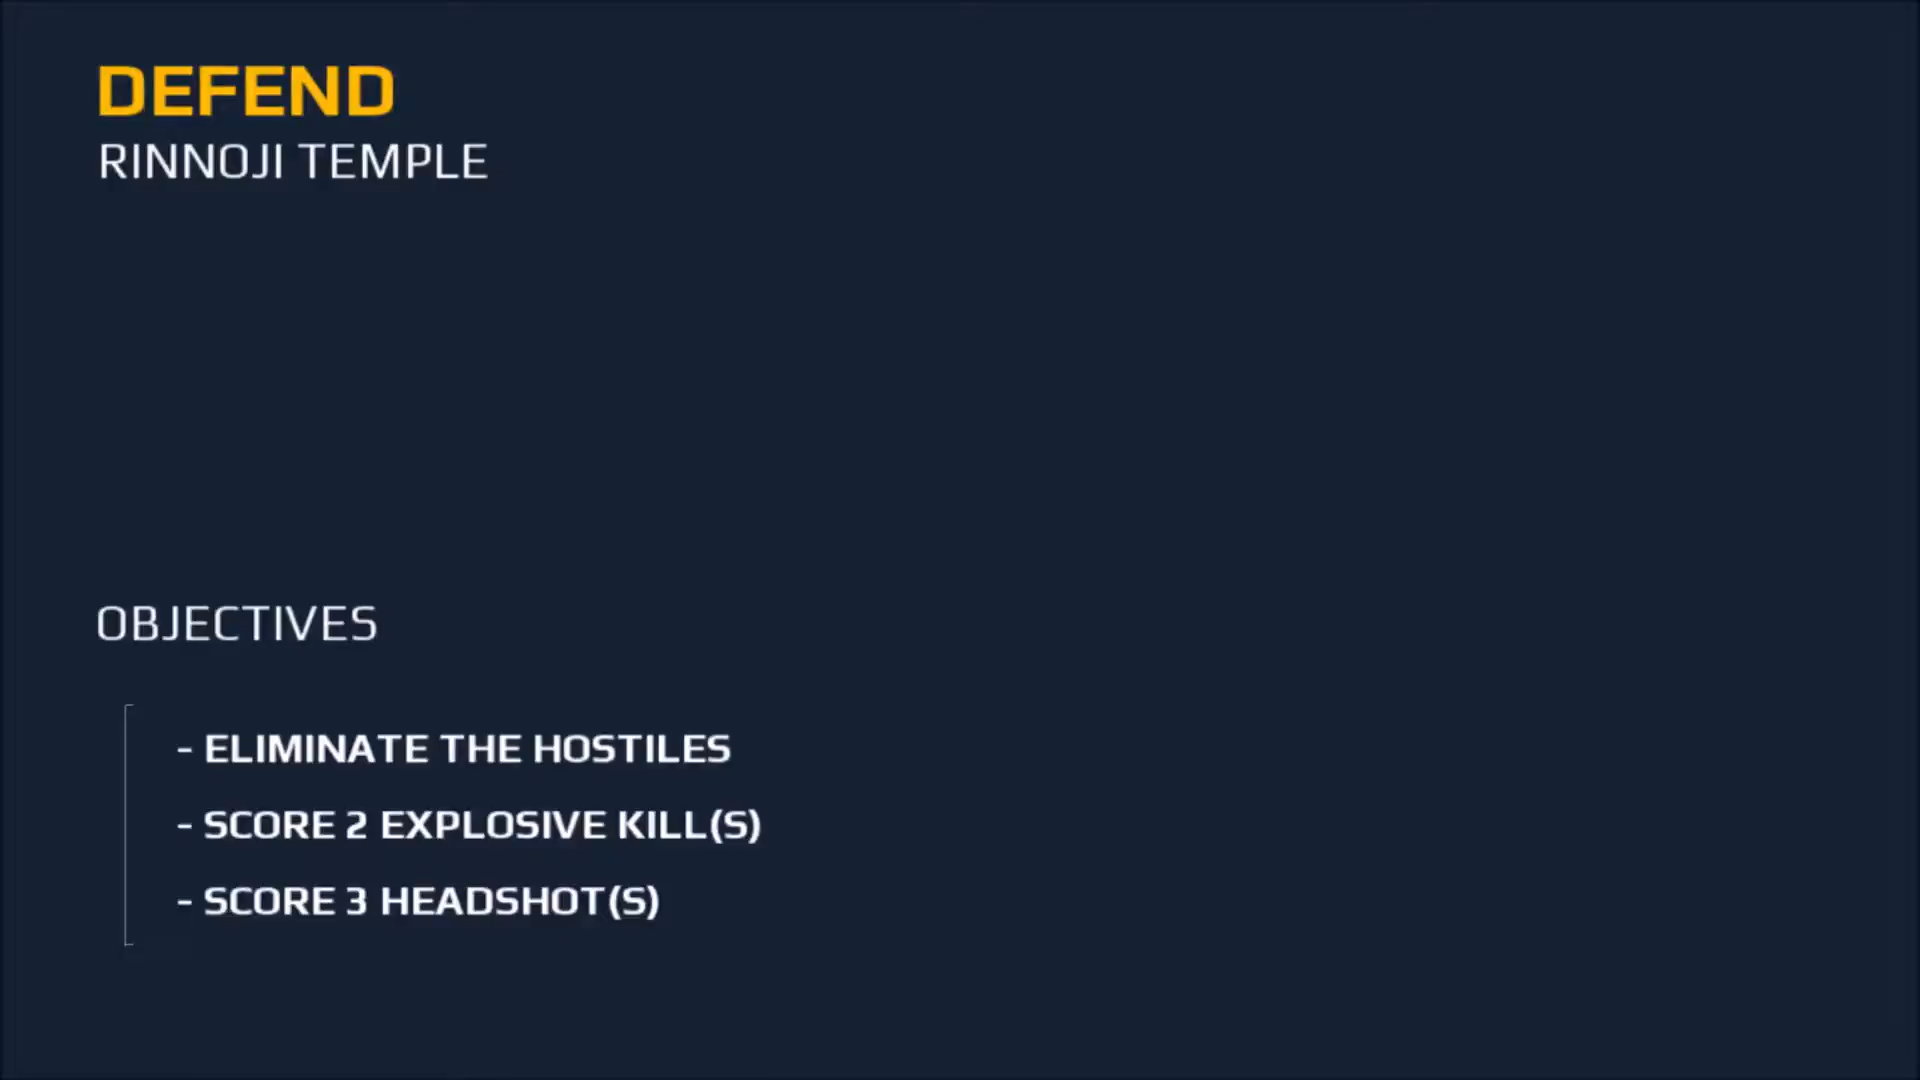 DEFEND
RINNOJI TEMPLE
OBJECTIVES
- ELIMINATE THE HOSTILES
- SCORE 2 EXPLOSIVE KILL(S)
- SCORE 3 HEADSHOT(S)